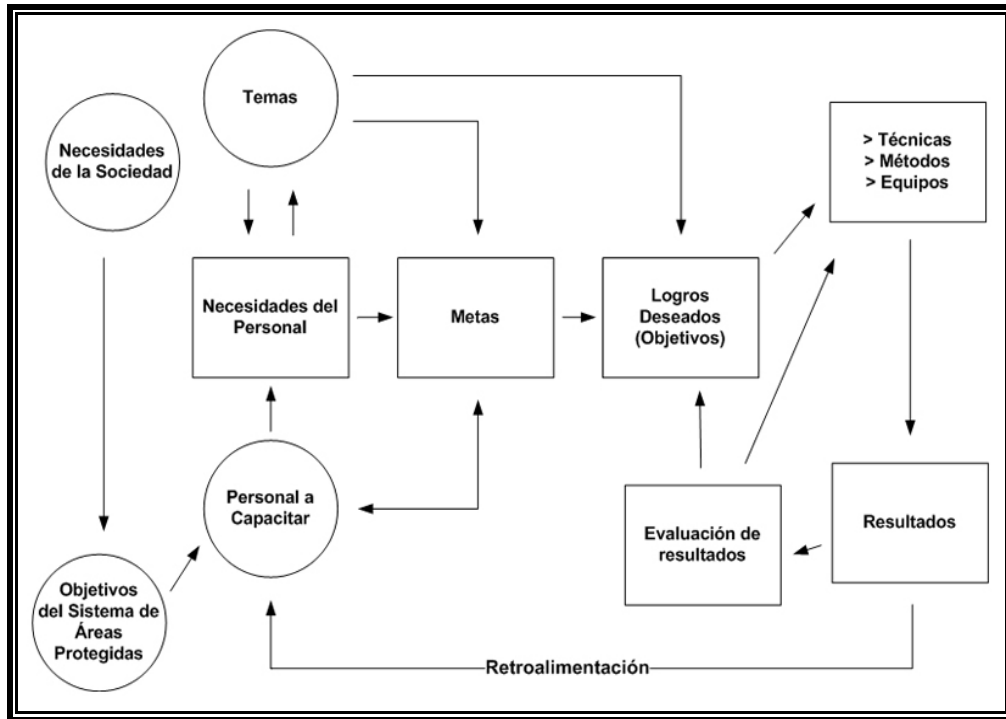 Temas
Necesidades
de la Sociedad
> Técnicas
> Métodos
> Equipos
Necesidades del
Personal
Metas
Logros
Deseados
(Objetivos)
Personal a
Capacitar
Evaluación de
resultados
Resultados
Objetivos
del Sistema de
Áreas
Protegidas
Retroalimentación